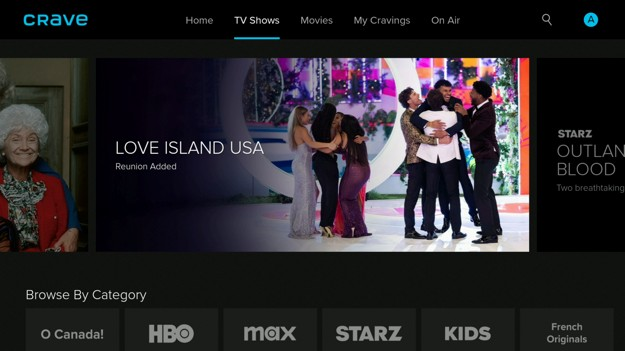 CRAVE
Home
TV Shows
Movies
My Cravings
On Air
A
LOVE ISLAND USA
Reunion Added
STARZ
OUTLAN
BLOOD
Two breathtaking
Browse By Category
O Canada!
HBO
max
STARZ
KIDS
French
Originals